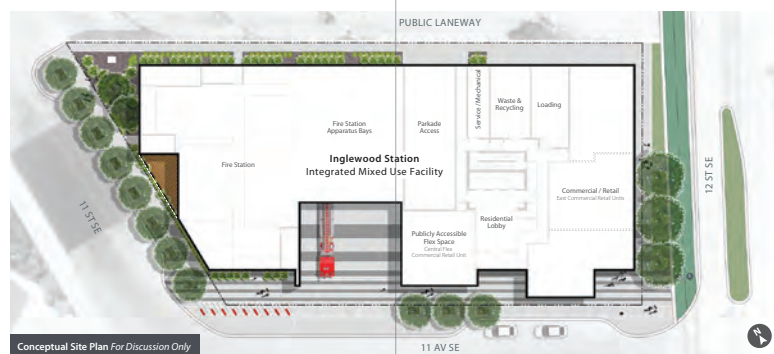 PUBLIC LANEWAY
Service / Mechanical
Waste &
Recycling
Loading
Fire Station
Apparatus Bays
Parkade
Access
Inglewood Station
Integrated Mixed Use Facility
Fire Station
Commercial / Retail
East Commercial Retail Units
Residential
Lobby
Publicly Accessible
Flex Space
Central Flex
Commercial Retail Unit
11 ST SE
12 ST SE
11 AV SE
Conceptual Site Plan For Discussion Only
N